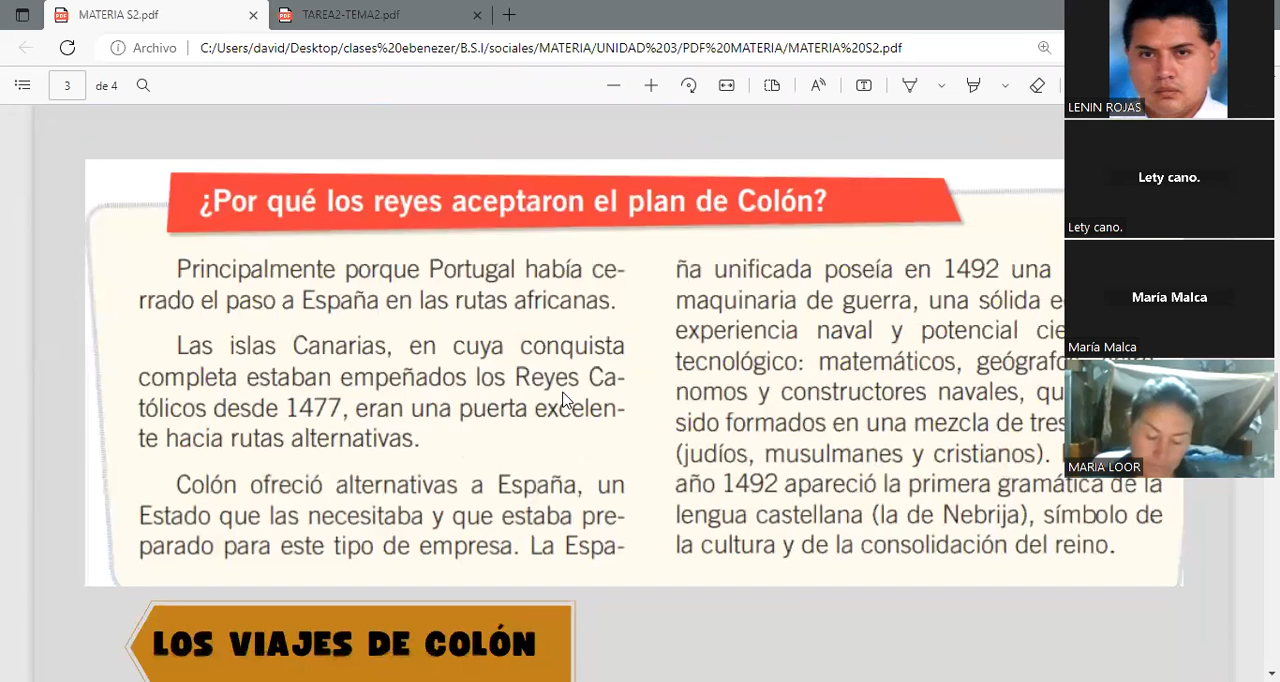 MATERIA S2.pdf
TAREA2-TEMA2.pdf
Archivo
C:/Users/david/Desktop/clases%20ebenezer/B.S.I/sociales/MATERIA/UNIDAD%203/PDF%20MATERIA/MATERIA%20S2.pdf
3 de 4
¿Por qué los reyes aceptaron el plan de Colón?
Principalmente porque Portugal había ce-
rrado el paso a España en las rutas africanas.
Las islas Canarias, en cuya conquista
completa estaban empeñados los Reyes Ca-
tólicos desde 1477, eran una puerta excelen-
te hacia rutas alternativas.
Colón ofreció alternativas a España, un
Estado que las necesitaba y que estaba pre-
parado para este tipo de empresa. La Espa-
ña unificada poseía en 1492 una
maquinaria de guerra, una sólida
experiencia naval y potencial
tecnológico: matemáticos,
nomos y constructores navales,
sido formados en una mezcla de tres
(judíos, musulmanes y cristianos).
año 1492 apareció la primera gramática de la
lengua castellana (la de Nebrija), símbolo de
la cultura y de la consolidación del reino.
LOS VIAJES DE COLÓN
LENIN ROJAS
Lety cano.
Lety cano.
María Malca
María Malca
MARIA LOOR